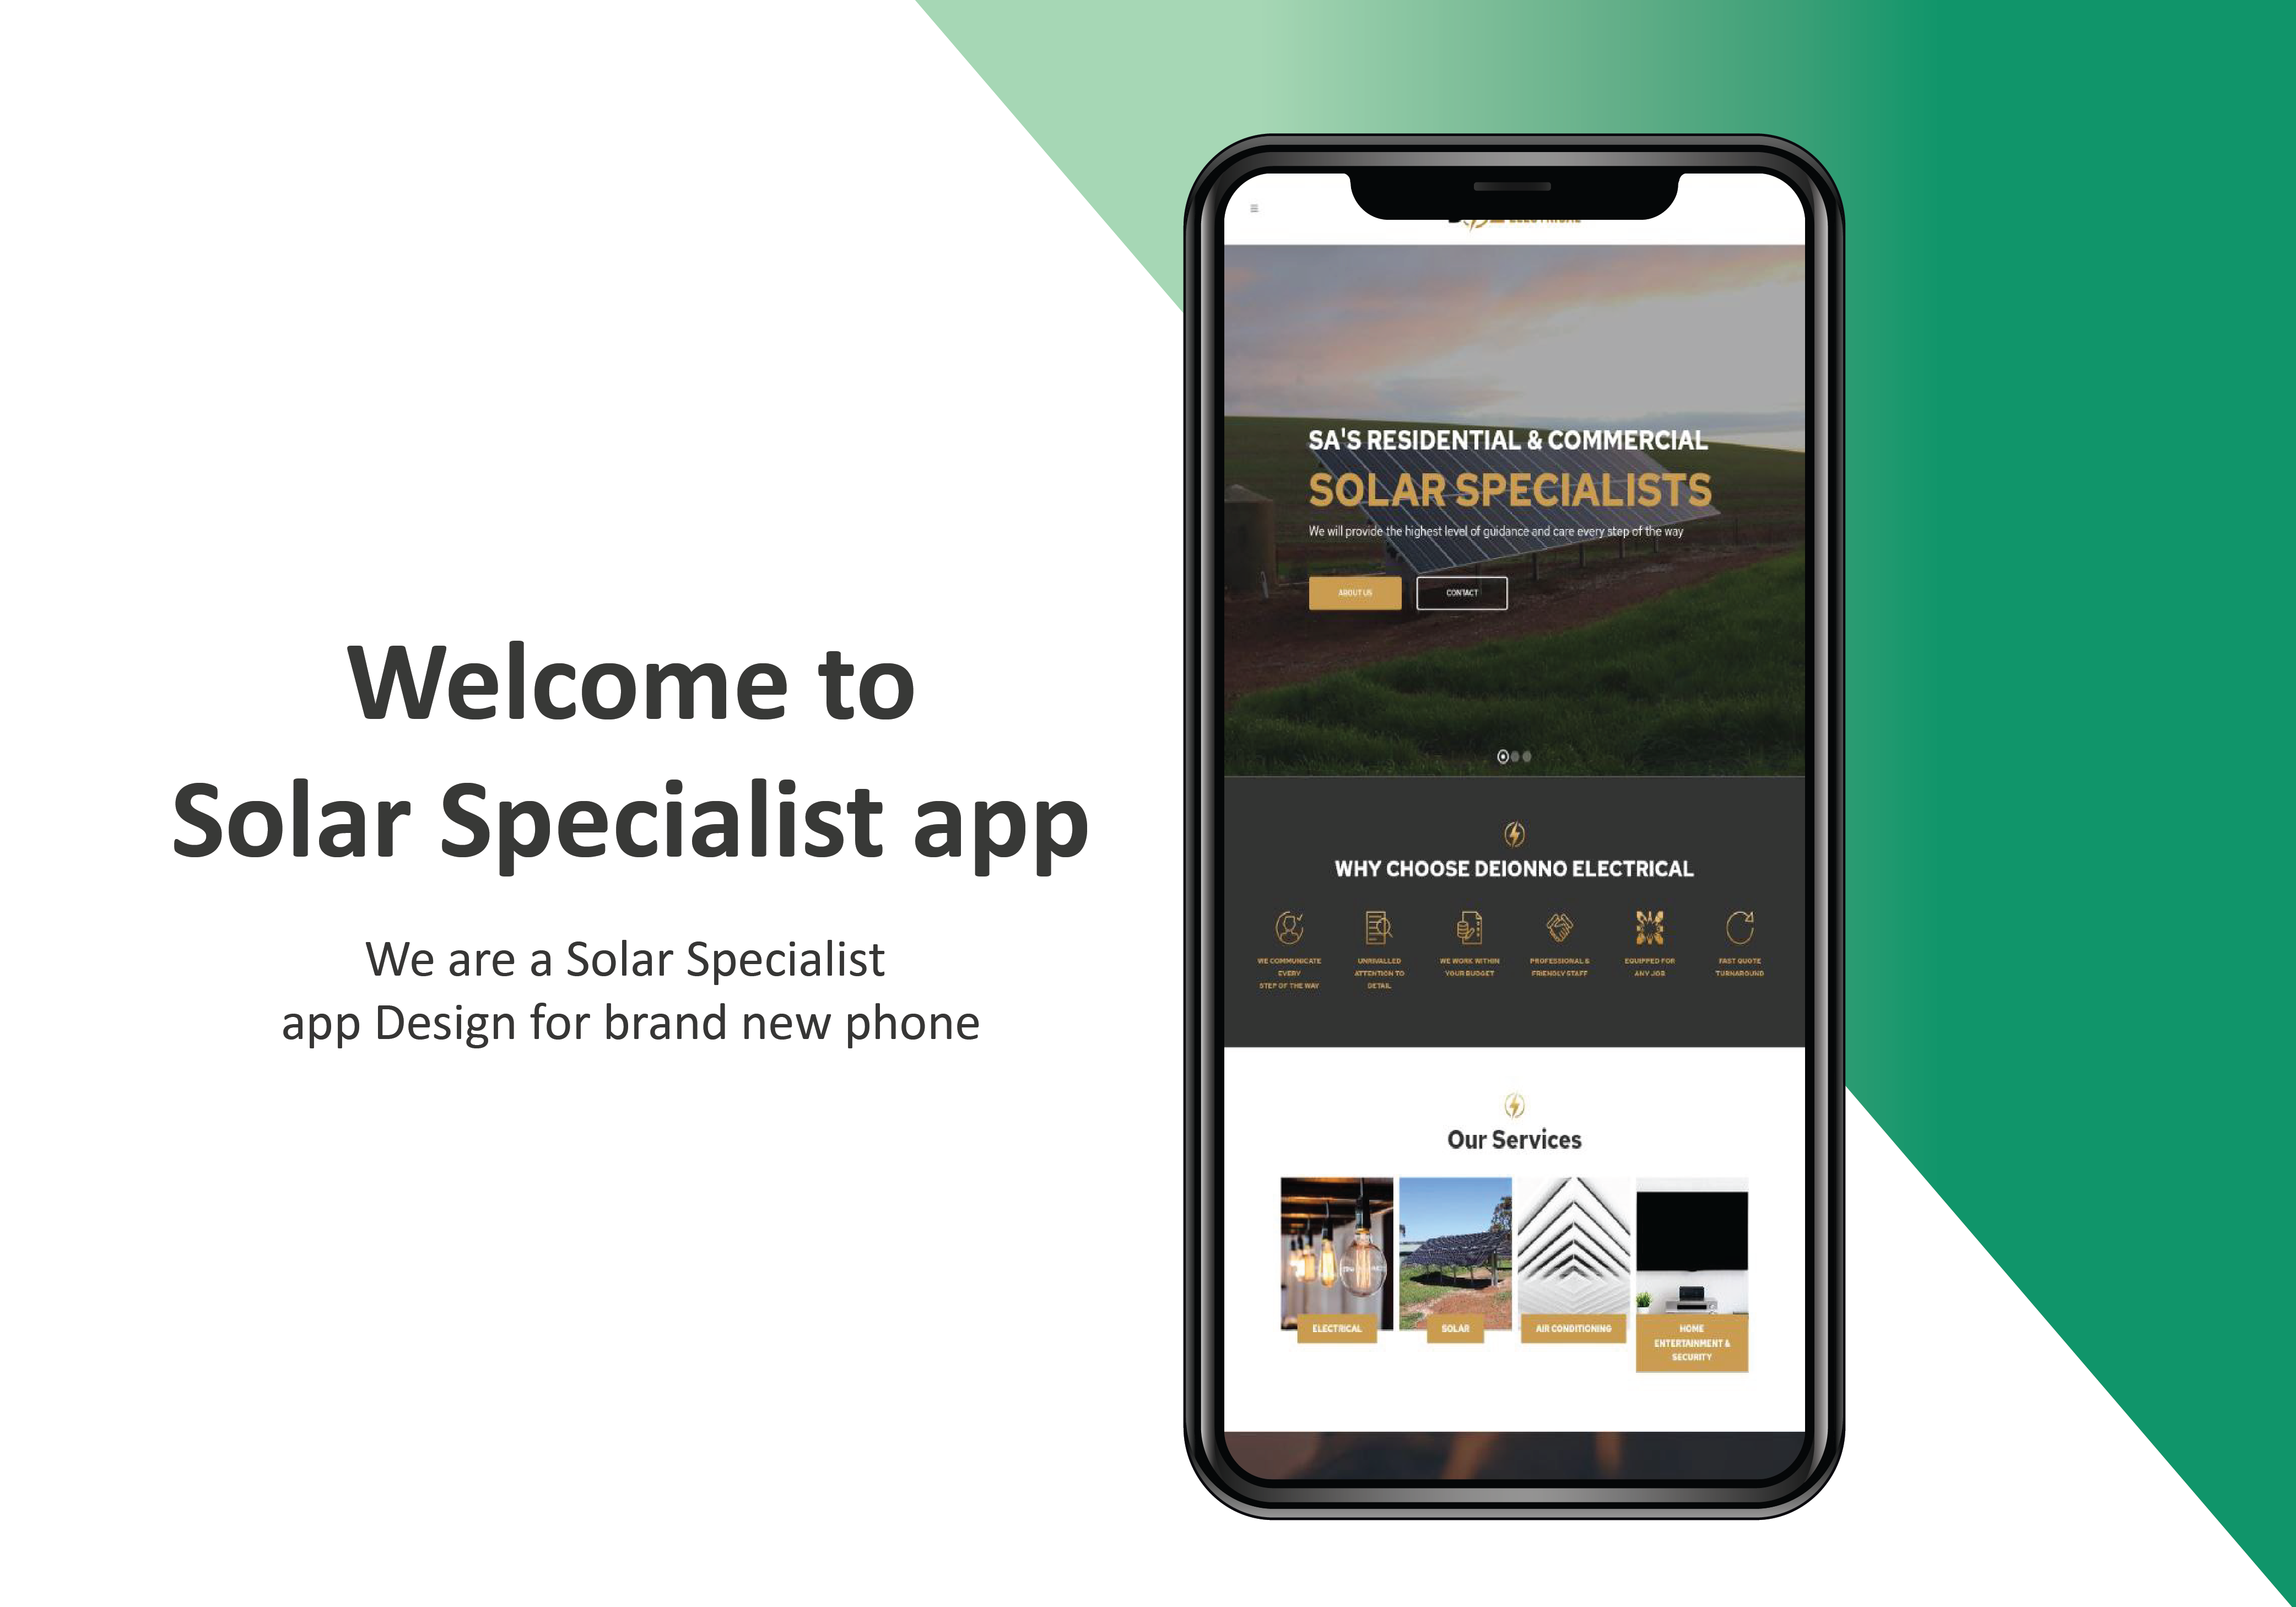 Welcome to
Solar Specialist app
We are a Solar Specialist
app Design for brand new phone
ELECTRICAL
SA'S RESIDENTIAL & COMMERCIAL
SOLAR SPECIALISTS
We will provide the highest level of guidance and care every step of the way
ABOUT US
CONTACT
WHY CHOOSE DEIONNO ELECTRICAL
WE COMMUNICATE
EVERY
STEP OF THE WAY
UNRIVALLED
ATTENTION TO
DETAIL
WE WORK WITHIN
YOUR BUDGET
PROFESSIONAL &
FRIENDLY STAFF
EQUIPPED FOR
ANY JOB
FAST QUOTE
TURNAROUND
Our Services
ELECTRICAL
SOLAR
AIR CONDITIONING
HOME
ENTERTAINMENT &
SECURITY